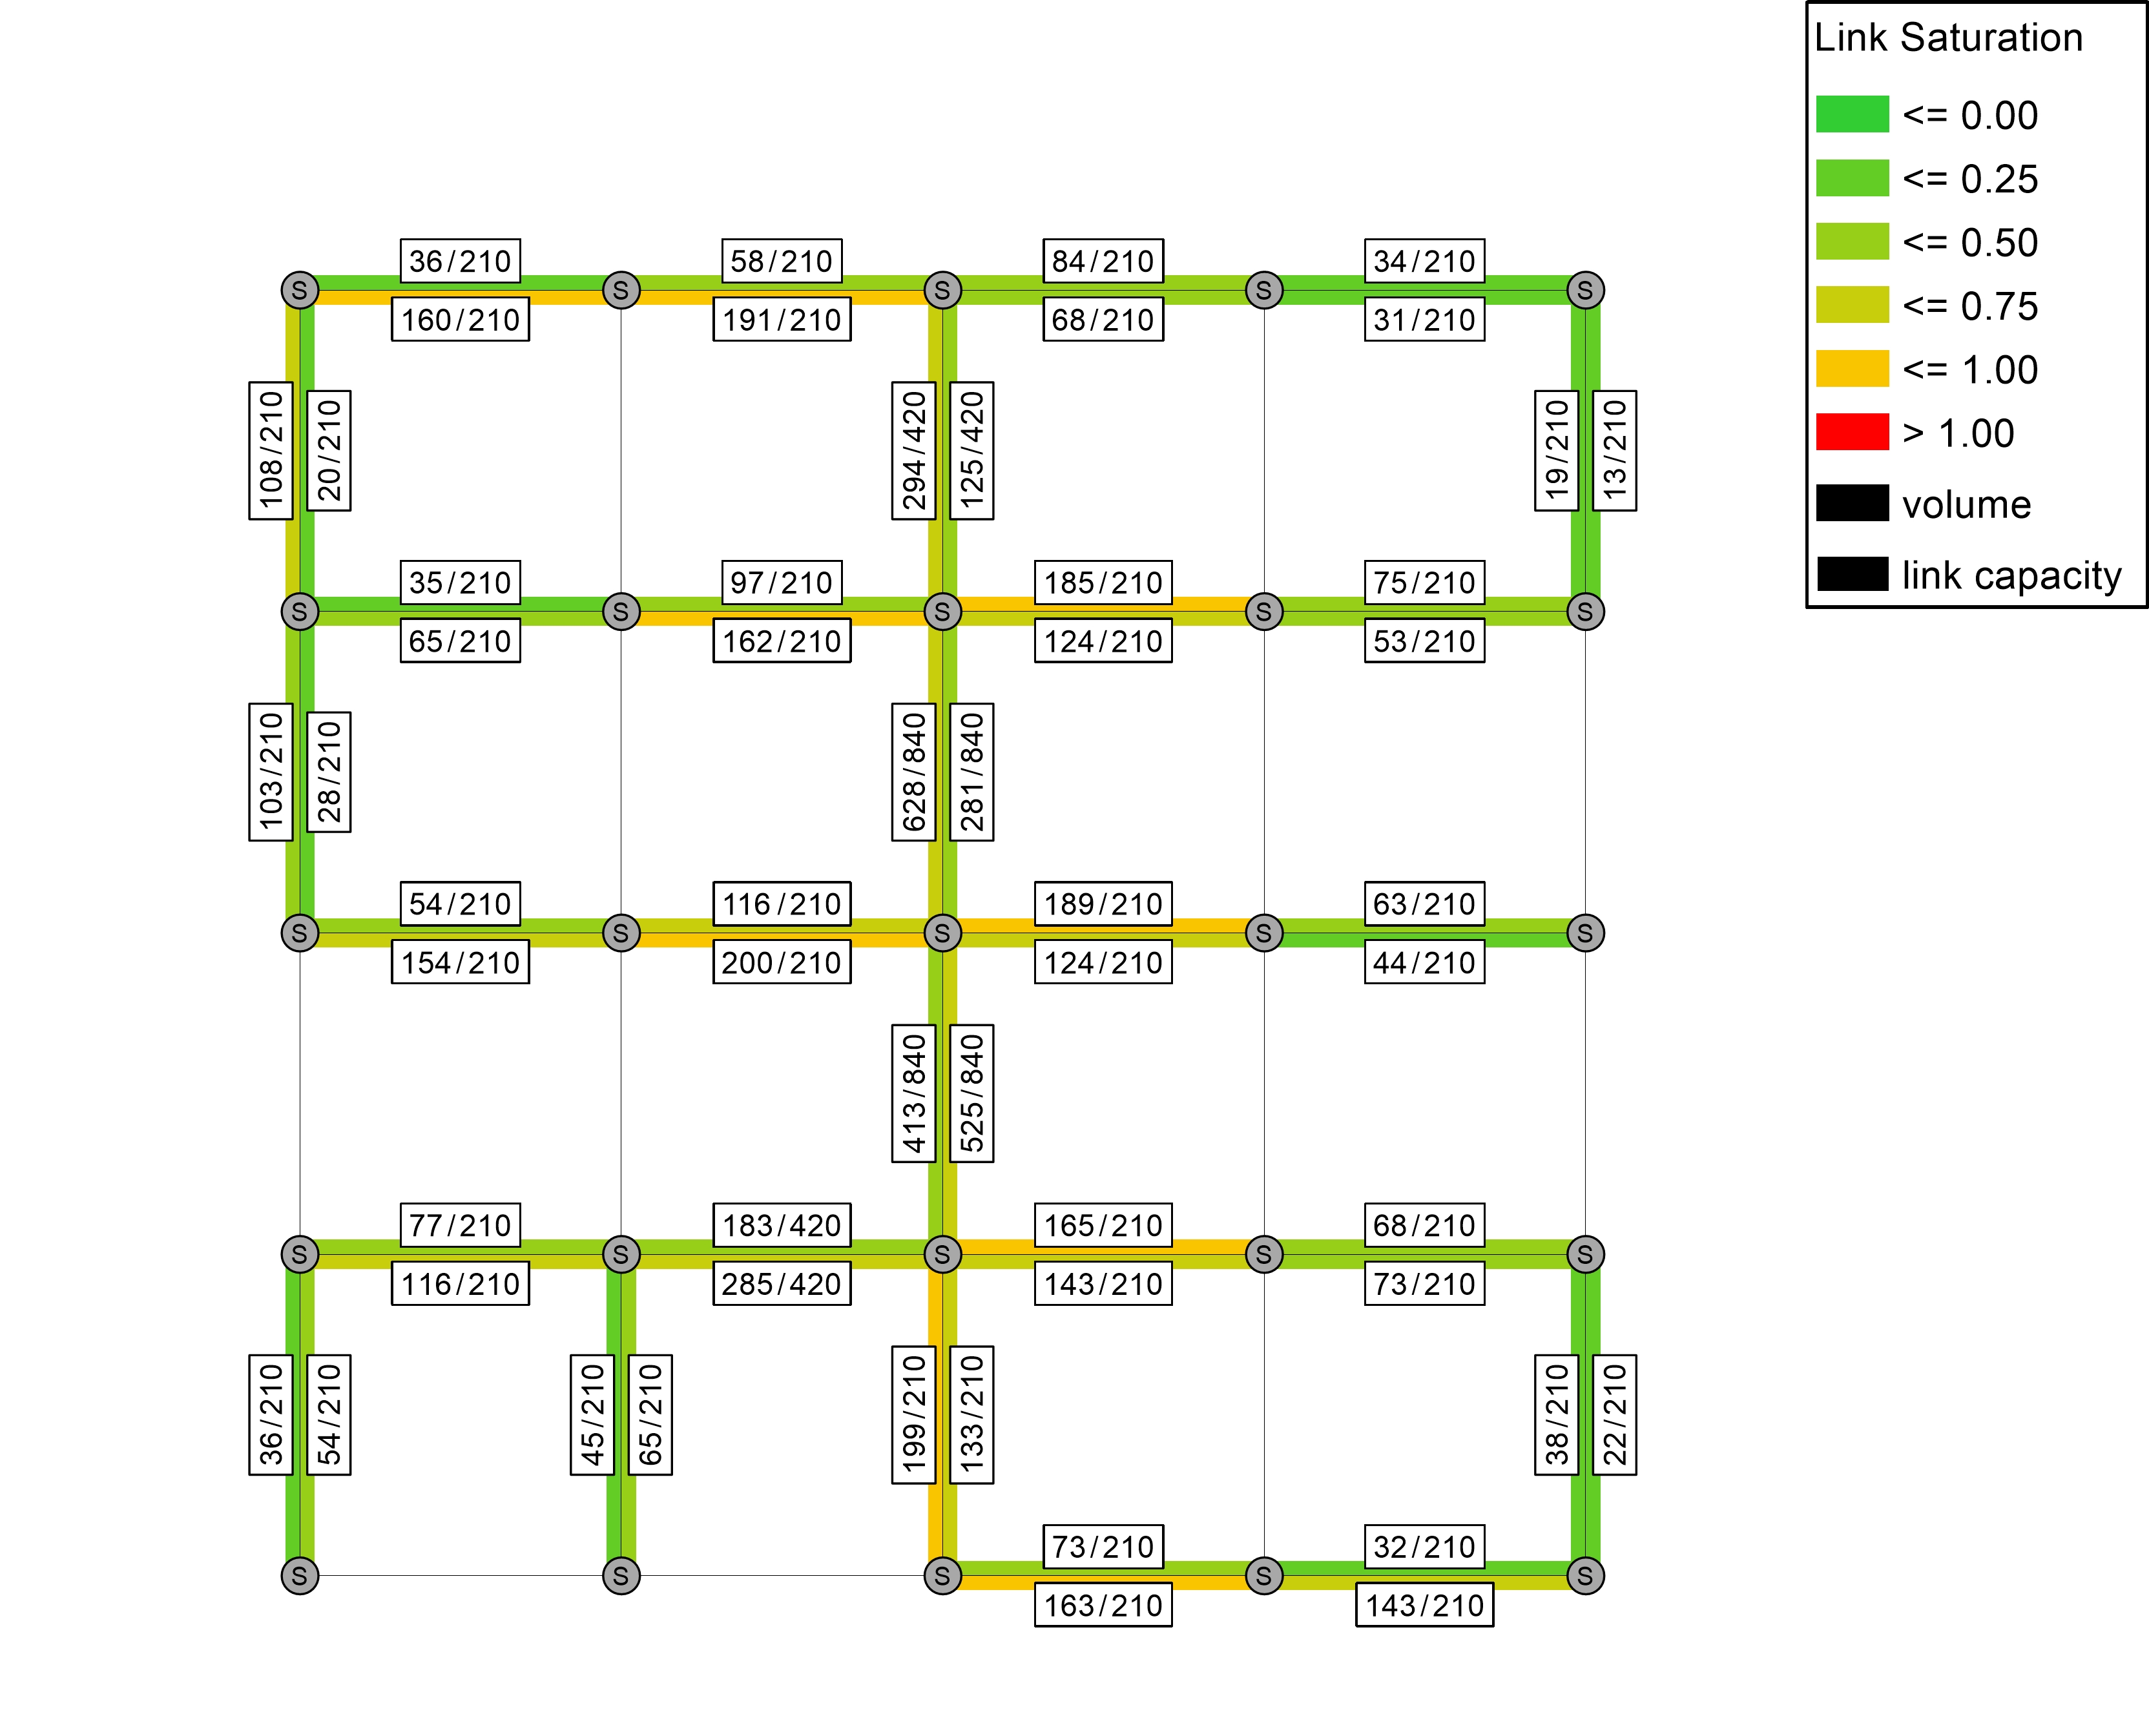 Link Saturation
<= 0.00
<= 0.25
<= 0.50
<= 0.75
<= 1.00
> 1.00
volume
link capacity
36/210
58/210
84/210
34/210
S
S
S
S
S
160/210
191/210
68/210
31/210
108/210
20/210
294/420
125/420
19/210
13/210
35/210
97/210
185/210
75/210
S
S
S
S
S
65/210
162/210
124/210
53/210
103/210
28/210
628/840
281/840
54/210
116/210
189/210
63/210
S
S
S
S
S
154/210
200/210
124/210
44/210
413/840
525/840
77/210
183/420
165/210
68/210
S
S
S
S
S
116/210
285/420
143/210
73/210
36/210
54/210
45/210
65/210
199/210
133/210
38/210
22/210
73/210
32/210
S
S
S
S
S
163/210
143/210